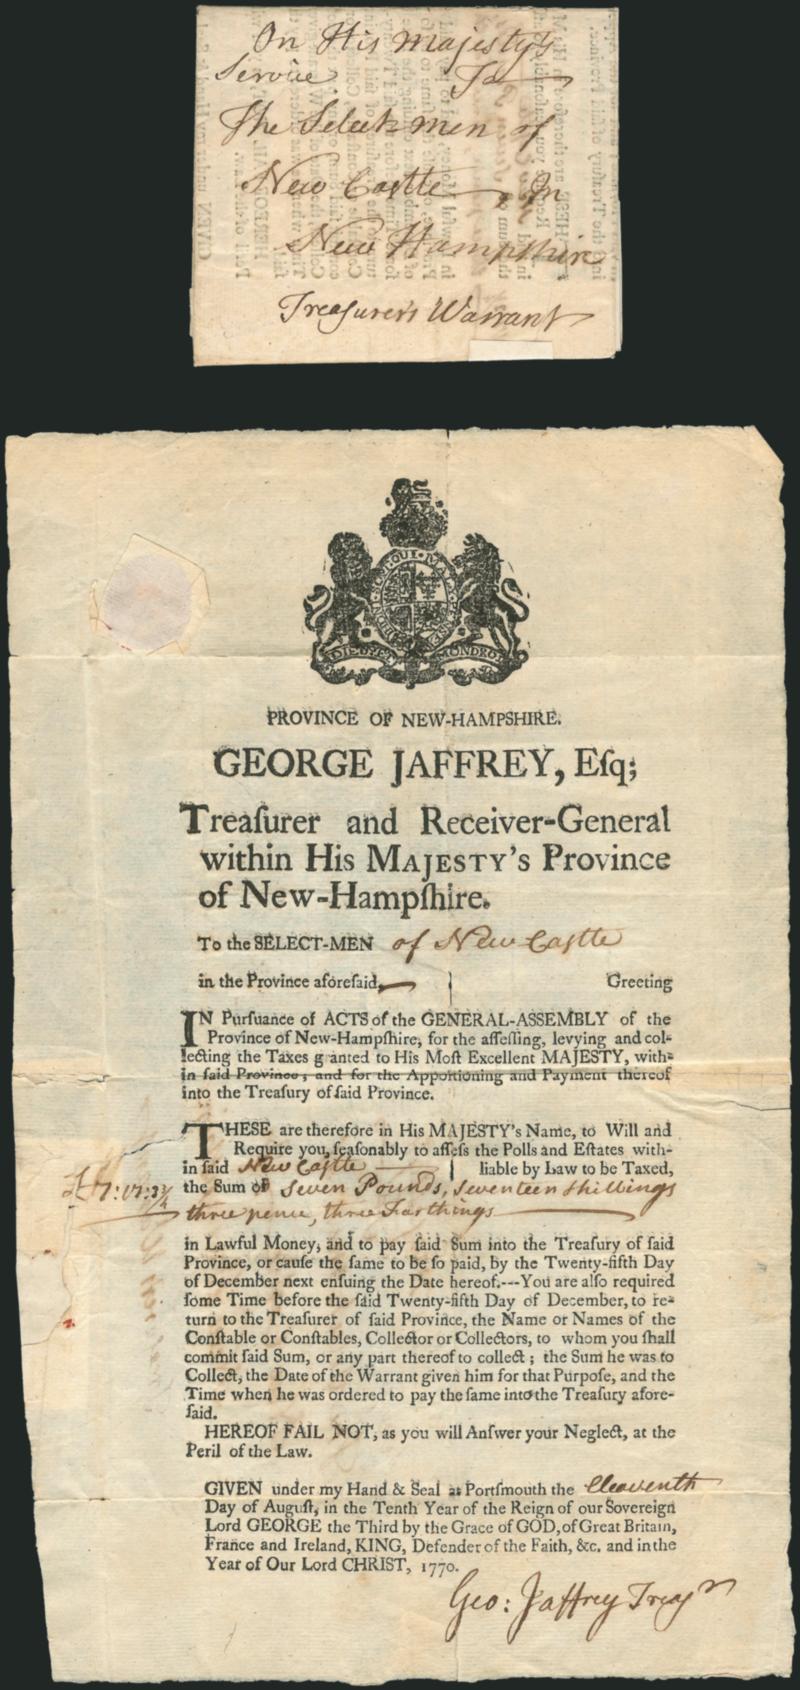 On His Majesty's
Service To
The Selectmen of
New Castle, In
New Hampshire
Treaſurer's Warrant
HONI·SOIT·QUI·MAL·Y·PENSE
DIEU ET MON DROIT
PROVINCE OF NEW-HAMPSHIRE.
GEORGE JAFFREY, Eſq;
Treaſurer and Receiver-General
within His MAJESTY's Province
of New-Hampſhire.
To the SELECT-MEN of New Caſtle
in the Province aforeſaid, Greeting
IN Purſuance of ACTS of the GENERAL-ASSEMBLY of the
Province of New-Hampſhire, for the aſſeſſing, levying and col-
lecting the Taxes g anted to His Moſt Excellent MAJESTY, with-
in ſaid Province; and for the Apportioning and Payment thereof
into the Treaſury of ſaid Province.
THESE are therefore in His MAJESTY's Name, to Will and
Require you, ſeaſonably to aſſeſs the Polls and Eſtates with-
in ſaid New Caſtle liable by Law to be Taxed,
the Sum of Seven Pounds, Seventeen Shillings
£7:17:3¾
three pence, three Farthings
in Lawful Money; and to pay ſaid Sum into the Treaſury of ſaid
Province, or cauſe the ſame to be ſo paid, by the Twenty-fifth Day
of December next enſuing the Date hereof.---You are alſo required
ſome Time before the ſaid Twenty-fifth Day of December, to re-
turn to the Treaſurer of ſaid Province, the Name or Names of the
Conſtable or Conſtables, Collector or Collectors, to whom you ſhall
commit ſaid Sum, or any part thereof to collect; the Sum he was to
Collect, the Date of the Warrant given him for that Purpoſe, and the
Time when he was ordered to pay the ſame into the Treaſury afore-
ſaid.
HEREOF FAIL NOT, as you will Anſwer your Neglect, at the
Peril of the Law.
GIVEN under my Hand & Seal at Portſmouth the Eleaventh
Day of Auguſt, in the Tenth Year of the Reign of our Sovereign
Lord GEORGE the Third by the Grace of GOD, of Great Britain,
France and Ireland, KING, Defender of the Faith, &c. and in the
Year of Our Lord CHRIST, 1770.
Geo: Jaffrey Treaſr